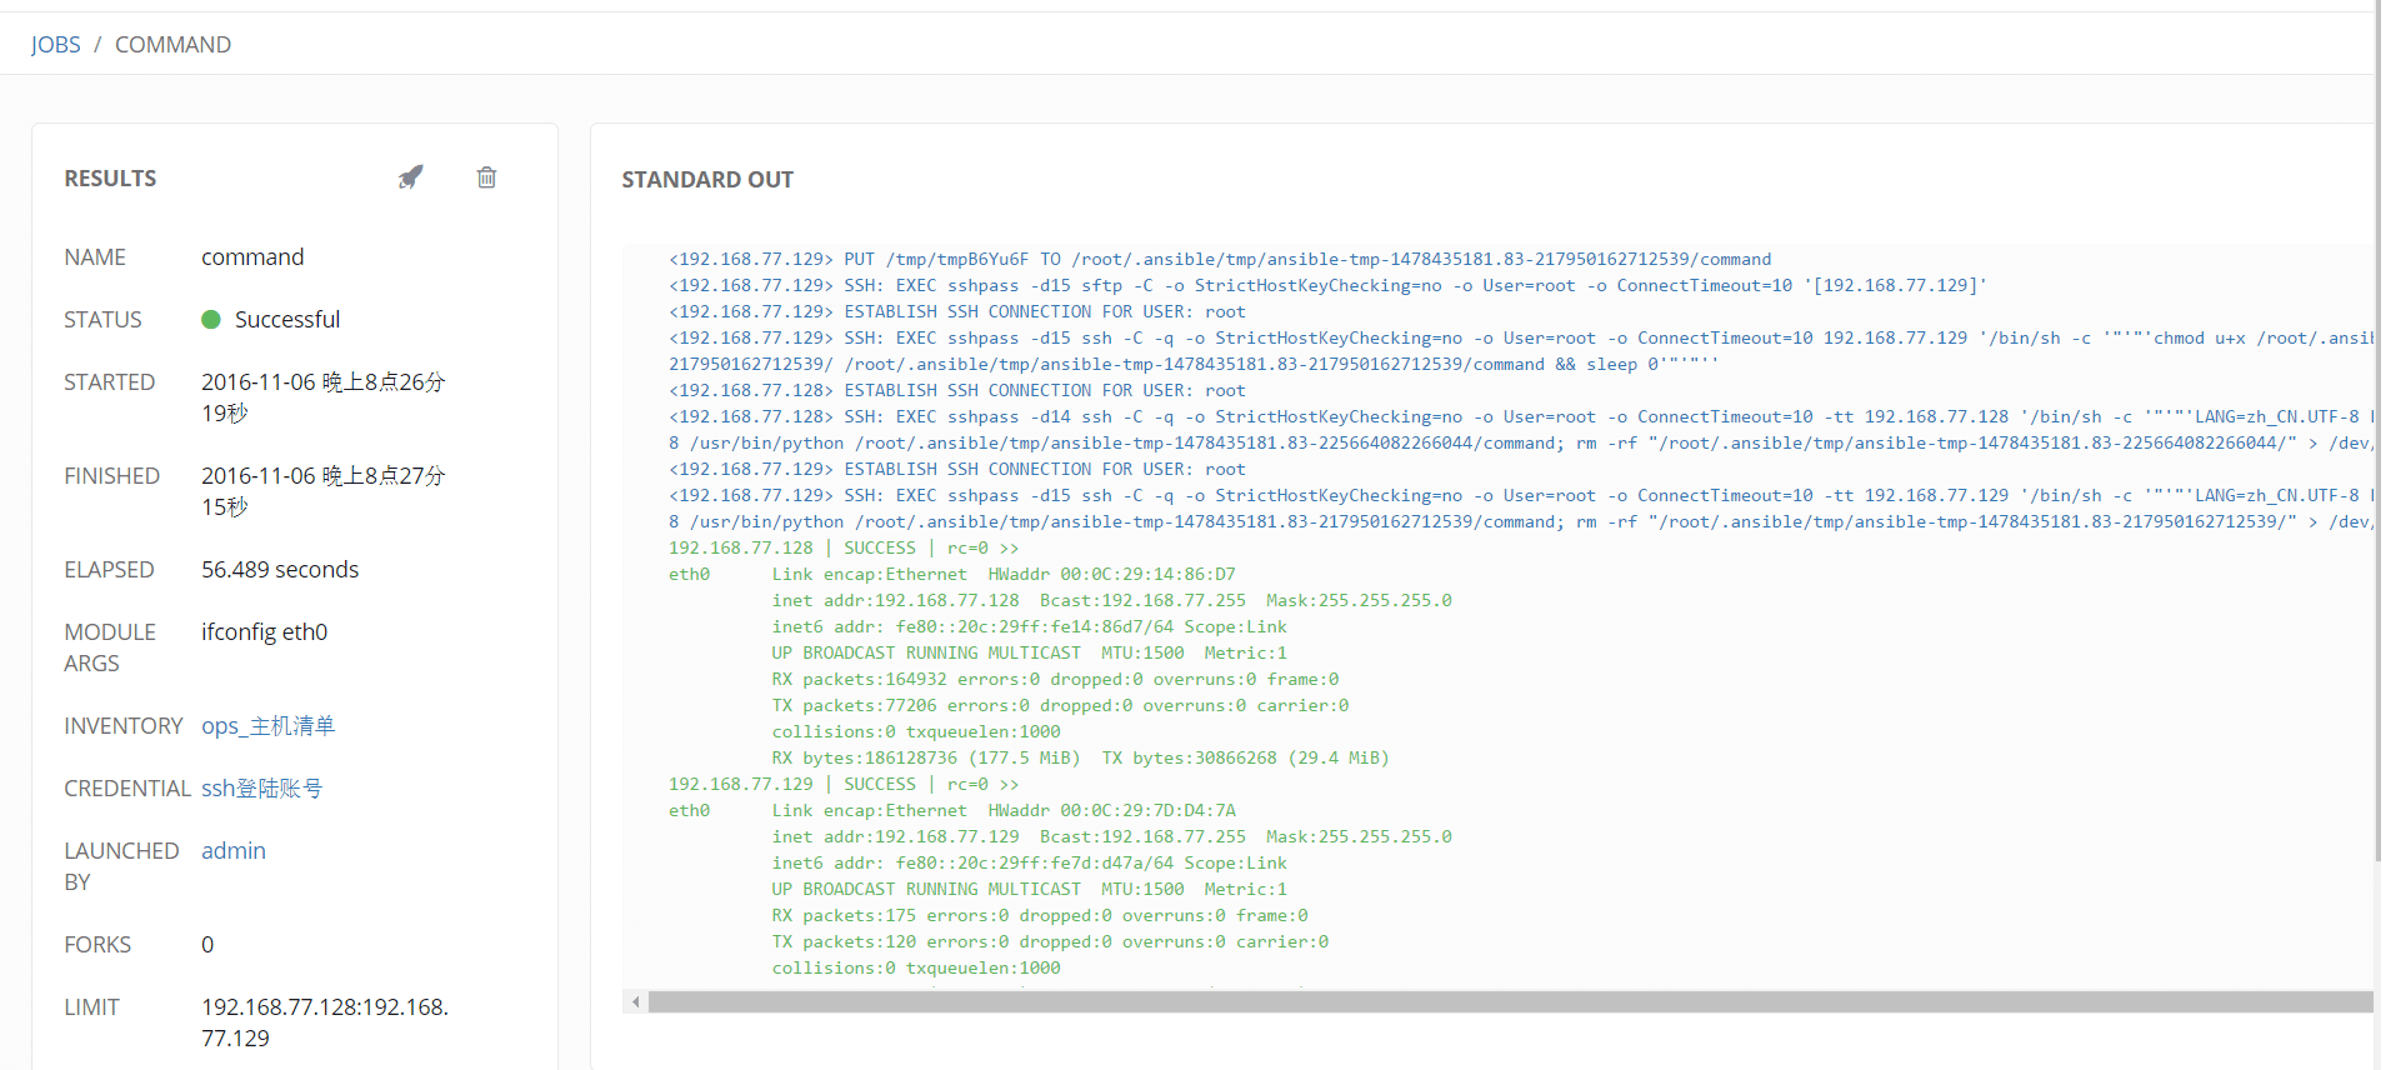 JOBS / COMMAND
RESULTS
NAME command
STATUS Successful
STARTED 2016-11-06 晚上8点26分
19秒
FINISHED 2016-11-06 晚上8点27分
15秒
ELAPSED 56.489 seconds
MODULE ifconfig eth0
ARGS
INVENTORY ops_主机清单
CREDENTIAL ssh登陆账号
LAUNCHED admin
BY
FORKS 0
LIMIT 192.168.77.128:192.168.
77.129
STANDARD OUT
<192.168.77.129> PUT /tmp/tmpB6Yu6F TO /root/.ansible/tmp/ansible-tmp-1478435181.83-217950162712539/command
<192.168.77.129> SSH: EXEC sshpass -d15 sftp -C -o StrictHostKeyChecking=no -o User=root -o ConnectTimeout=10 '[192.168.77.129]'
<192.168.77.129> ESTABLISH SSH CONNECTION FOR USER: root
<192.168.77.129> SSH: EXEC sshpass -d15 ssh -C -q -o StrictHostKeyChecking=no -o User=root -o ConnectTimeout=10 192.168.77.129 '/bin/sh -c '"'"'chmod u+x /root/.ansi
217950162712539/ /root/.ansible/tmp/ansible-tmp-1478435181.83-217950162712539/command && sleep 0'"'"''
<192.168.77.128> ESTABLISH SSH CONNECTION FOR USER: root
<192.168.77.128> SSH: EXEC sshpass -d14 ssh -C -q -o StrictHostKeyChecking=no -o User=root -o ConnectTimeout=10 -tt 192.168.77.128 '/bin/sh -c '"'"'LANG=zh_CN.UTF-8
8 /usr/bin/python /root/.ansible/tmp/ansible-tmp-1478435181.83-225664082266044/command; rm -rf "/root/.ansible/tmp/ansible-tmp-1478435181.83-225664082266044/" > /dev/
<192.168.77.129> ESTABLISH SSH CONNECTION FOR USER: root
<192.168.77.129> SSH: EXEC sshpass -d15 ssh -C -q -o StrictHostKeyChecking=no -o User=root -o ConnectTimeout=10 -tt 192.168.77.129 '/bin/sh -c '"'"'LANG=zh_CN.UTF-8
8 /usr/bin/python /root/.ansible/tmp/ansible-tmp-1478435181.83-217950162712539/command; rm -rf "/root/.ansible/tmp/ansible-tmp-1478435181.83-217950162712539/" > /dev/
192.168.77.128 | SUCCESS | rc=0 >>
eth0 Link encap:Ethernet HWaddr 00:0C:29:14:86:D7
inet addr:192.168.77.128 Bcast:192.168.77.255 Mask:255.255.255.0
inet6 addr: fe80::20c:29ff:fe14:86d7/64 Scope:Link
UP BROADCAST RUNNING MULTICAST MTU:1500 Metric:1
RX packets:164932 errors:0 dropped:0 overruns:0 frame:0
TX packets:77206 errors:0 dropped:0 overruns:0 carrier:0
collisions:0 txqueuelen:1000
RX bytes:186128736 (177.5 MiB) TX bytes:30866268 (29.4 MiB)
192.168.77.129 | SUCCESS | rc=0 >>
eth0 Link encap:Ethernet HWaddr 00:0C:29:7D:D4:7A
inet addr:192.168.77.129 Bcast:192.168.77.255 Mask:255.255.255.0
inet6 addr: fe80::20c:29ff:fe7d:d47a/64 Scope:Link
UP BROADCAST RUNNING MULTICAST MTU:1500 Metric:1
RX packets:175 errors:0 dropped:0 overruns:0 frame:0
TX packets:120 errors:0 dropped:0 overruns:0 carrier:0
collisions:0 txqueuelen:1000